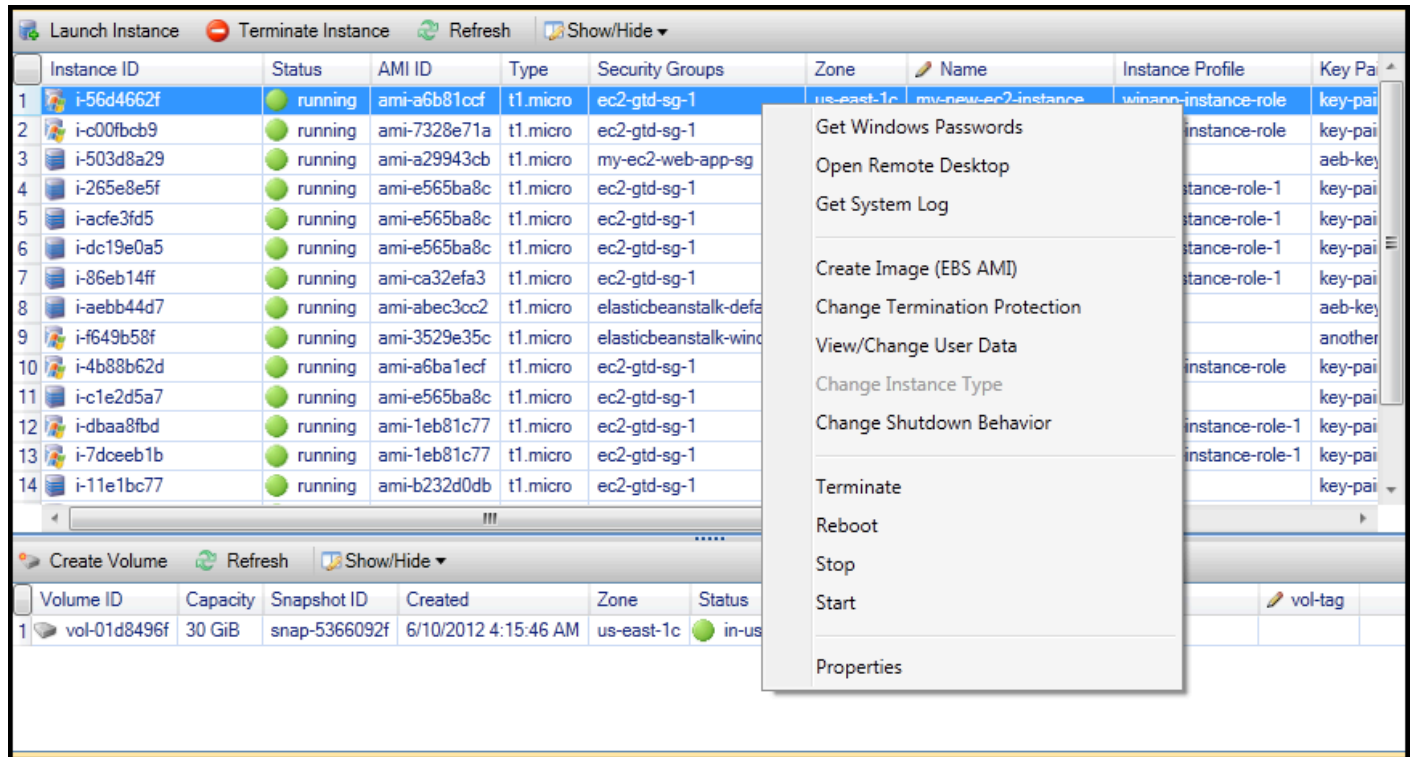 Launch Instance Terminate Instance Refresh Show/Hide
Instance ID Status AMI ID Type Security Groups Zone Name Instance Profile Key Pai
1 i-56d4662f running ami-a6b81ccf t1.micro ec2-gtd-sg-1 us-east-1c my-new-ec2-instance winapp-instance-role key-pai
2 i-c00fbcb9 running ami-7328e71a t1.micro ec2-gtd-sg-1 instance-role key-pai
3 i-503d8a29 running ami-a29943cb t1.micro my-ec2-web-app-sg aeb-key
4 i-265e8e5f running ami-e565ba8c t1.micro ec2-gtd-sg-1 stance-role-1 key-pai
5 i-acfe3fd5 running ami-e565ba8c t1.micro ec2-gtd-sg-1 stance-role-1 key-pai
6 i-dc19e0a5 running ami-e565ba8c t1.micro ec2-gtd-sg-1 stance-role-1 key-pai
7 i-86eb14ff running ami-ca32efa3 t1.micro ec2-gtd-sg-1 stance-role-1 key-pai
8 i-aebb44d7 running ami-abec3cc2 t1.micro elasticbeanstalk-defa aeb-key
9 i-f649b58f running ami-3529e35c t1.micro elasticbeanstalk-wind another
10 i-4b88b62d running ami-a6ba1ecf t1.micro ec2-gtd-sg-1 instance-role key-pai
11 i-c1e2d5a7 running ami-e565ba8c t1.micro ec2-gtd-sg-1 key-pai
12 i-dbaa8fbd running ami-1eb81c77 t1.micro ec2-gtd-sg-1 instance-role-1 key-pai
13 i-7dceeb1b running ami-1eb81c77 t1.micro ec2-gtd-sg-1 instance-role-1 key-pai
14 i-11e1bc77 running ami-b232d0db t1.micro ec2-gtd-sg-1 key-pai
Get Windows Passwords
Open Remote Desktop
Get System Log
Create Image (EBS AMI)
Change Termination Protection
View/Change User Data
Change Instance Type
Change Shutdown Behavior
Terminate
Reboot
Stop
Start
Properties
Create Volume Refresh Show/Hide
Volume ID Capacity Snapshot ID Created Zone Status vol-tag
1 vol-01d8496f 30 GiB snap-5366092f 6/10/2012 4:15:46 AM us-east-1c in-us